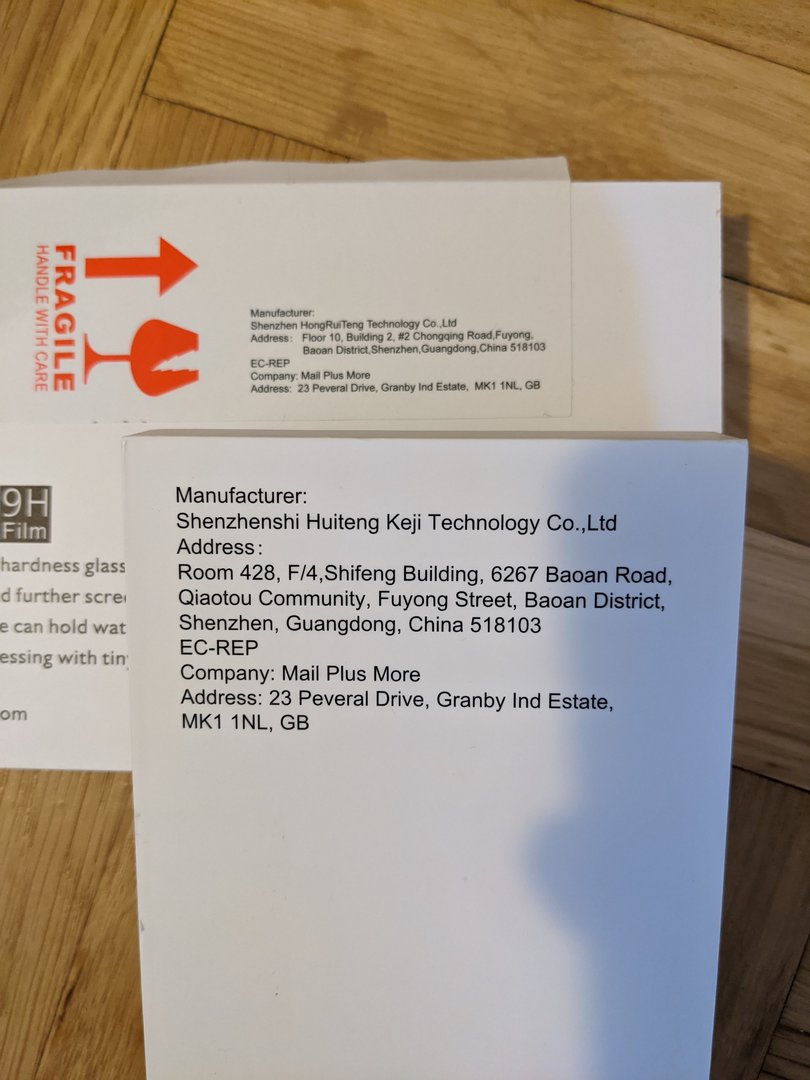 FRAGILE
HANDLE WITH CARE
Manufacturer:
Shenzhen HongRuiTeng Technology Co.,Ltd
Address: Floor 10, Building 2, #2 Chongqing Road,Fuyong,
Baoan District,Shenzhen,Guangdong,China 518103
EC-REP
Company: Mail Plus More
Address: 23 Peveral Drive, Granby Ind Estate, MK1 1NL, GB
9H
Film
hardness glass
d further scre
e can hold wat
essing with tin
om
Manufacturer:
Shenzhenshi Huiteng Keji Technology Co.,Ltd
Address:
Room 428, F/4,Shifeng Building, 6267 Baoan Road,
Qiaotou Community, Fuyong Street, Baoan District,
Shenzhen, Guangdong, China 518103
EC-REP
Company: Mail Plus More
Address: 23 Peveral Drive, Granby Ind Estate,
MK1 1NL, GB